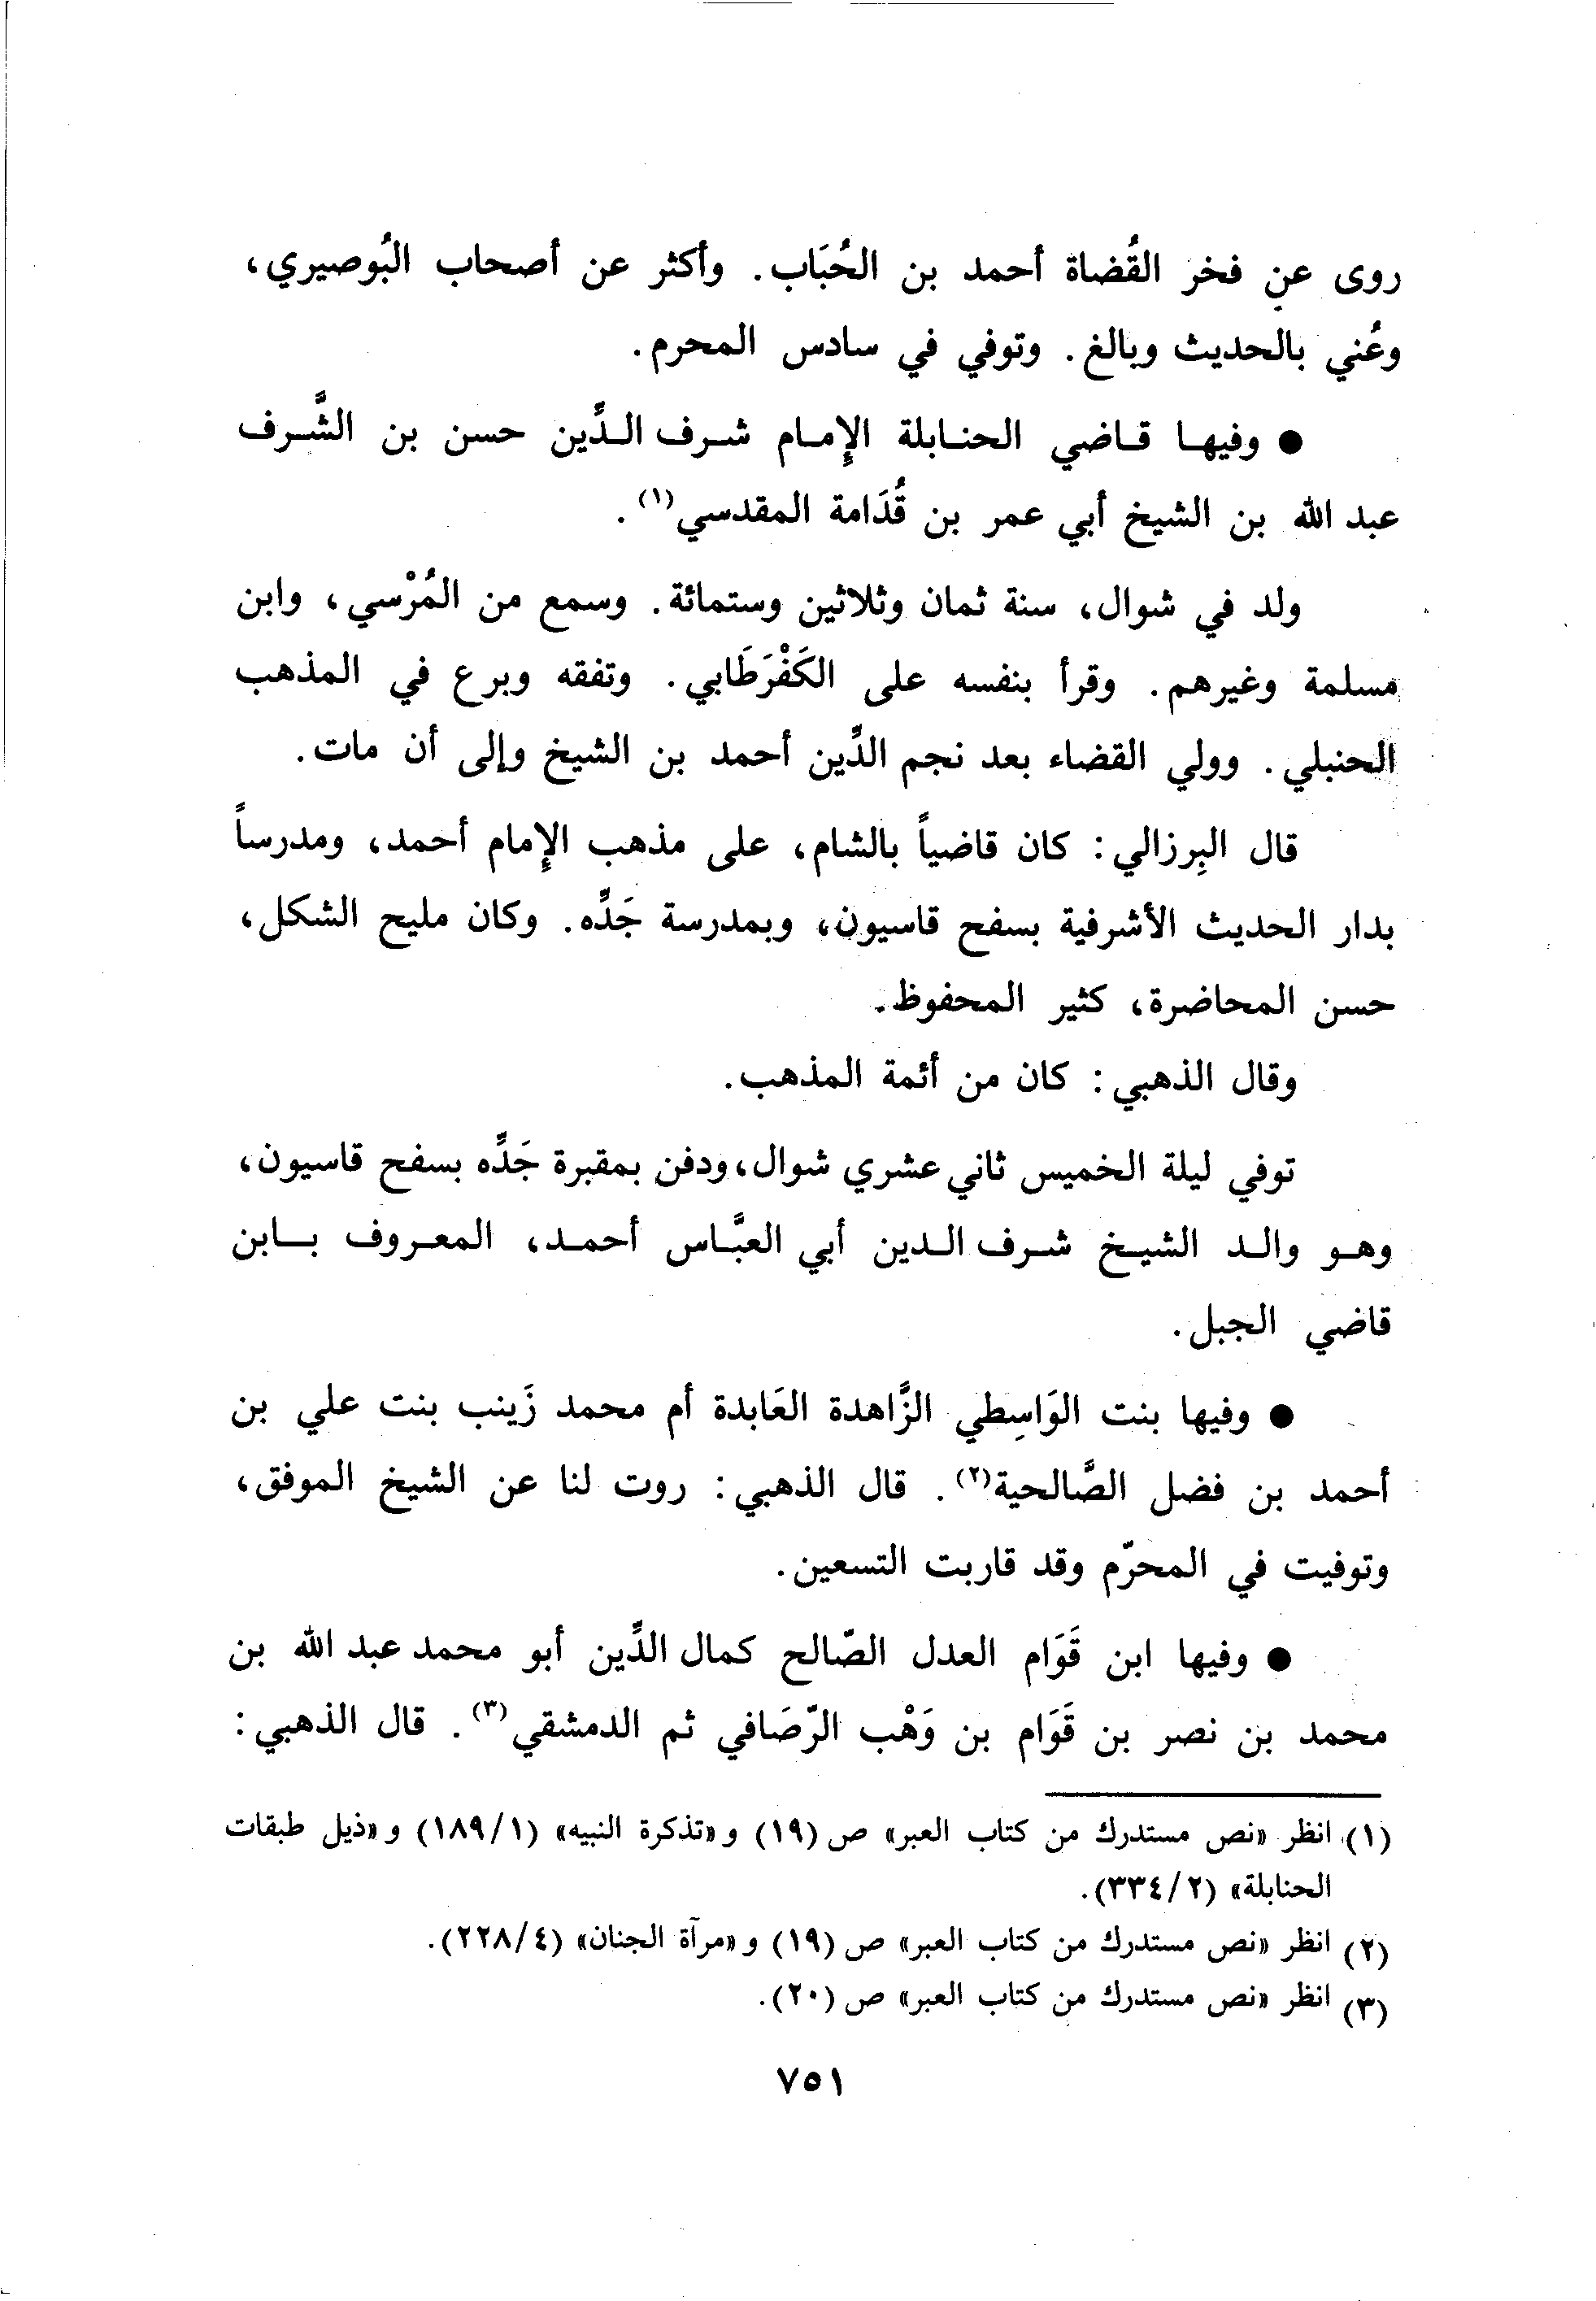 روى عن فخر القُضاة أحمد بن الحُبَاب. وأكثر عن أصحاب البُوصيري،
وعُني بالحديث وبالغ. وتوفي في سادس المحرم.
● وفيها قاضي الحنابلة الإِمام شرف الدِّين حسن بن الشَّرف
عبد الله بن الشيخ أبي عمر بن قُدَامة المقدسي(١).
ولد في شوال، سنة ثمان وثلاثين وستمائة. وسمع من المُرْسي، وابن
مسلمة وغيرهم. وقرأ بنفسه على الكَفْرَطَابي. وتفقه وبرع في المذهب
الحنبلي. وولي القضاء بعد نجم الدِّين أحمد بن الشيخ وإلى أن مات.
قال البِرزالي: كان قاضياً بالشام، على مذهب الإِمام أحمد، ومدرساً
بدار الحديث الأشرفية بسفح قاسيون، وبمدرسة جَدِّه. وكان مليح الشكل،
حسن المحاضرة، كثير المحفوظ.
وقال الذهبي: كان من أئمة المذهب.
توفي ليلة الخميس ثاني عشري شوال، ودفن بمقبرة جَدِّه بسفح قاسيون،
وهو والد الشيخ شرف الدين أبي العبَّاس أحمد، المعروف بابن
قاضي الجبل.
● وفيها بنت الوَاسِطي الزَّاهدة العَابدة أم محمد زَينب بنت علي بن
أحمد بن فضل الصَّالحية(٢). قال الذهبي: روت لنا عن الشيخ الموفق،
وتوفيت في المحرّم وقد قاربت التسعين.
● وفيها ابن قَوَام العدل الصّالح كمال الدِّين أبو محمد عبد الله بن
محمد بن نصر بن قَوَام بن وَهْب الرّصَافي ثم الدمشقي(٣). قال الذهبي:
(١) انظر «نص مستدرك من كتاب العبر» ص (١٩) و«تذكرة النبيه» (١/١٨٩) و«ذيل طبقات
الحنابلة» (٢/٣٣٤).
(٢) انظر «نص مستدرك من كتاب العبر» ص (١٩) و«مرآة الجنان» (٤/٢٢٨).
(٣) انظر «نص مستدرك من كتاب العبر» ص (٢٠).
٧٥١